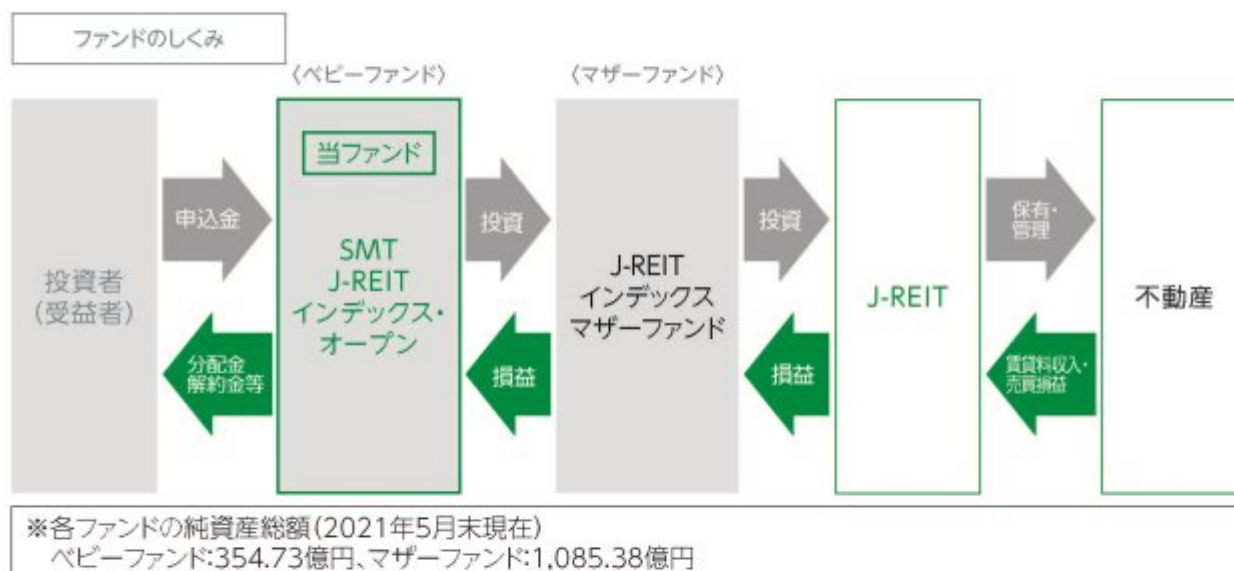 ファンドのしくみ
〈ベビーファンド〉
〈マザーファンド〉
投資者
(受益者)
申込金
分配金
解約金等
当ファンド
SMT
J-REIT
インデックス・
オープン
投資
損益
J-REIT
インデックス
マザーファンド
投資
損益
J-REIT
保有・
管理
賃貸料収入・
売買損益
不動産
※各ファンドの純資産総額(2021年5月末現在)
ベビーファンド:354.73億円、マザーファンド:1,085.38億円